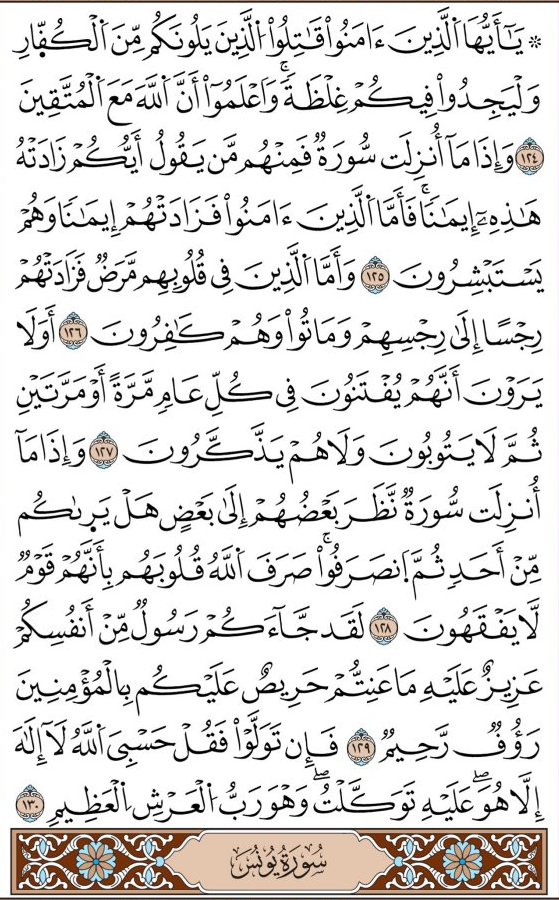 ۞ يَٰٓأَيُّهَا ٱلَّذِينَ ءَامَنُوا۟ قَٰتِلُوا۟ ٱلَّذِينَ يَلُونَكُم مِّنَ ٱلْكُفّ۪ارِ
وَلْيَجِدُوا۟ فِيكُمْ غِلْظَةًۚ وَٱعْلَمُوٓا۟ أَنَّ ٱللَّهَ مَعَ ٱلْمُتَّقِينَ
١٢٤ وَإِذَا مَآ أُنزِلَت سُّورَةٌ فَمِنْهُم مَّن يَقُولُ أَيُّكُمْ زَادَتْهُ
هَٰذِهِۦٓ إِيمَٰنًاۚ فَأَمَّا ٱلَّذِينَ ءَامَنُوا۟ فَزَادَتْهُمْ إِيمَٰنًا وَهُمْ
يَسْتَبْشِرُونَ ١٢٥ وَأَمَّا ٱلَّذِينَ فِى قُلُوبِهِم مَّرَضٌ فَزَادَتْهُمْ
رِجْسًا إِلَىٰ رِجْسِهِمْ وَمَاتُوا۟ وَهُمْ كَٰفِرُونَ ١٢٦ أَوَلَا
يَرَوْنَ أَنَّهُمْ يُفْتَنُونَ فِى كُلِّ عَامٍ مَّرَّةً أَوْ مَرَّتَيْنِ
ثُمَّ لَا يَتُوبُونَ وَلَا هُمْ يَذَّكَّرُونَ ١٢٧ وَإِذَا مَآ
أُنزِلَت سُّورَةٌ نَّظَرَ بَعْضُهُمْ إِلَىٰ بَعْضٍ هَلْ يَر۪ىٰكُم
مِّنْ أَحَدٍ ثُمَّ ٱنصَرَفُوا۟ۚ صَرَفَ ٱللَّهُ قُلُوبَهُم بِأَنَّهُمْ قَوْمٌ
لَّا يَفْقَهُونَ ١٢٨ لَقَد جَّآءَكُمْ رَسُولٌ مِّنْ أَنفُسِكُمْ
عَزِيزٌ عَلَيْهِ مَا عَنِتُّمْ حَرِيصٌ عَلَيْكُم بِٱلْمُؤْمِنِينَ
رَؤُفٌ رَّحِيمٌ ١٢٩ فَإِن تَوَلَّوْا۟ فَقُلْ حَسْبِىَ ٱللَّهُ لَآ إِلَٰهَ
إِلَّا هُوَۖ عَلَيْهِ تَوَكَّلْتُۖ وَهْوَ رَبُّ ٱلْعَرْشِ ٱلْعَظِيمِ ١٣٠
سُورَةُ يُونُسَ